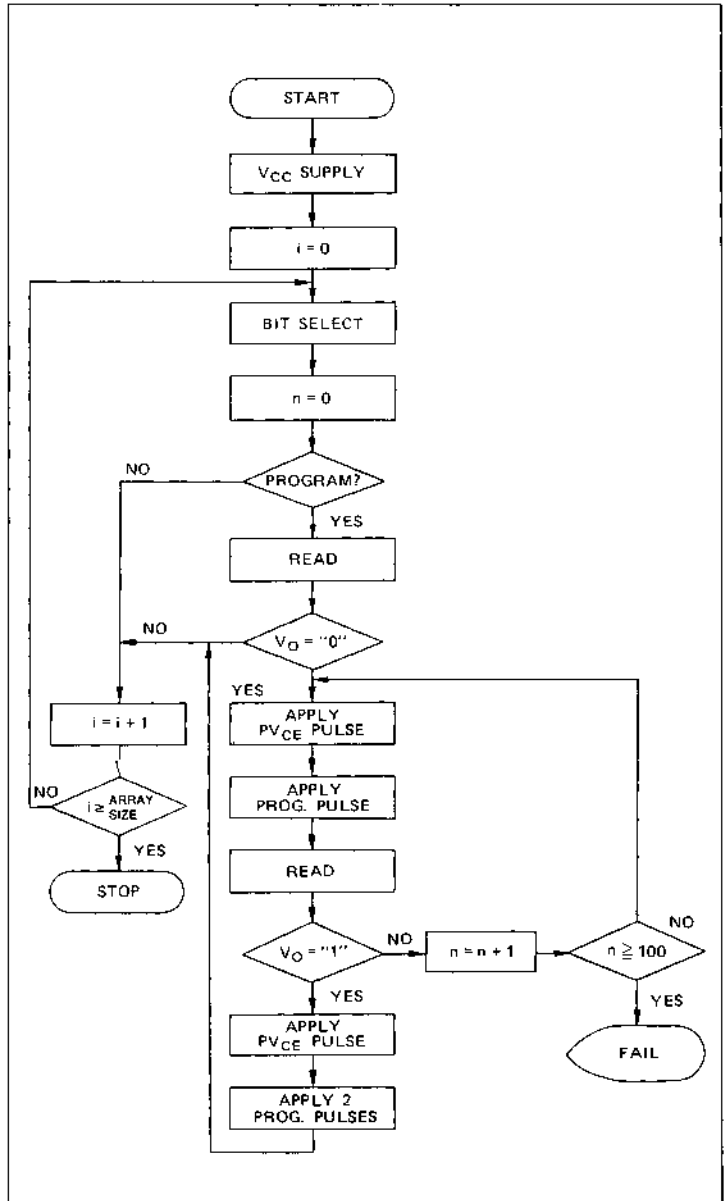 START
VCC SUPPLY
i = 0
BIT SELECT
n = 0
PROGRAM?
NO
YES
READ
VO = "0"
NO
YES
i = i + 1
i ≥ ARRAY
SIZE
NO
YES
STOP
APPLY
PVCE PULSE
APPLY
PROG. PULSE
READ
VO = "1"
NO
n = n + 1
n ≧ 100
NO
YES
FAIL
YES
APPLY
PVCE PULSE
APPLY 2
PROG. PULSES